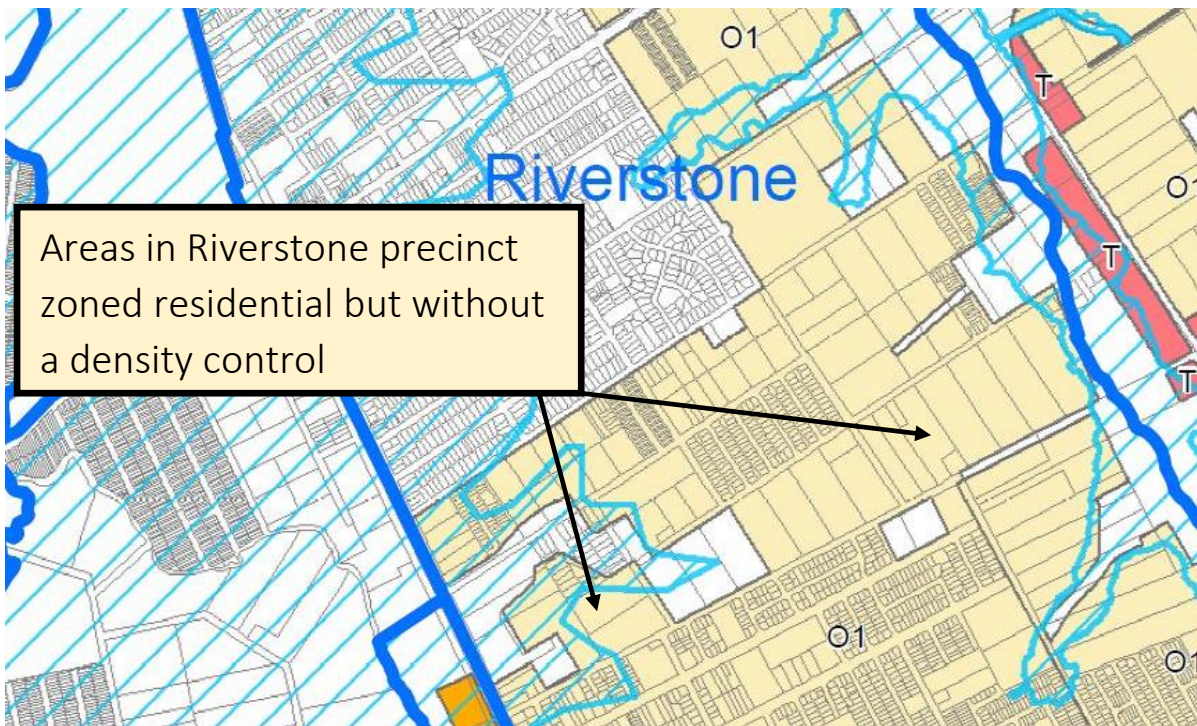 O1
T
Riverstone
O1
Areas in Riverstone precinct
zoned residential but without
a density control
T
T
O1
O1